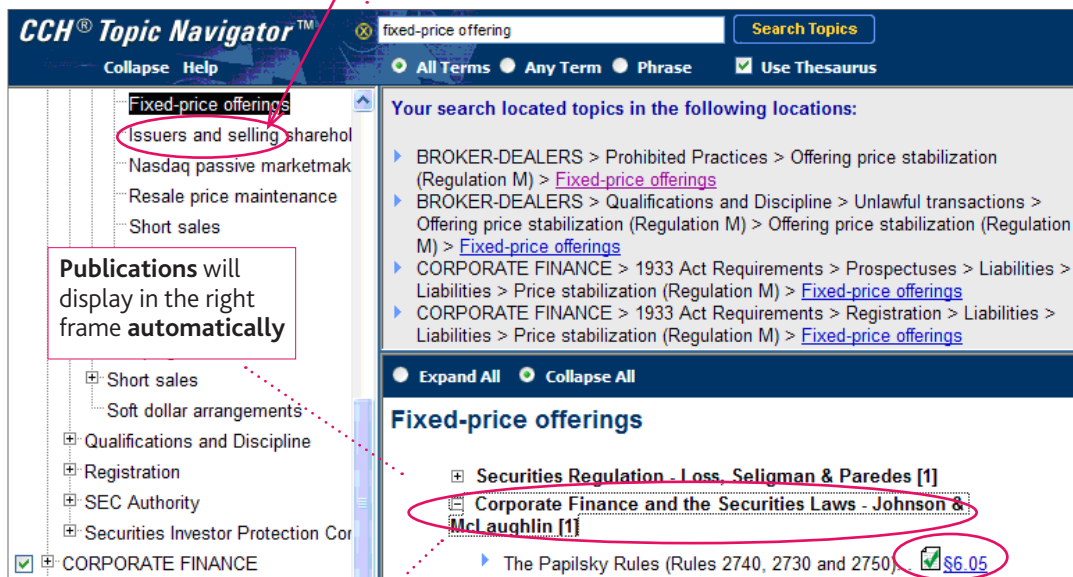 CCH® Topic Navigator™
fixed-price offering
Search Topics
Collapse Help
All Terms Any Term Phrase Use Thesaurus
Fixed-price offerings
Issuers and selling sharehol
Nasdaq passive marketmak
Resale price maintenance
Short sales
Publications will
display in the right
frame automatically
Short sales
Soft dollar arrangements
Qualifications and Discipline
Registration
SEC Authority
Securities Investor Protection Cor
CORPORATE FINANCE
Your search located topics in the following locations:
BROKER-DEALERS > Prohibited Practices > Offering price stabilization
(Regulation M) > Fixed-price offerings
BROKER-DEALERS > Qualifications and Discipline > Unlawful transactions >
Offering price stabilization (Regulation M) > Offering price stabilization (Regulation
M) > Fixed-price offerings
CORPORATE FINANCE > 1933 Act Requirements > Prospectuses > Liabilities >
Liabilities > Price stabilization (Regulation M) > Fixed-price offerings
CORPORATE FINANCE > 1933 Act Requirements > Registration > Liabilities >
Liabilities > Price stabilization (Regulation M) > Fixed-price offerings
Expand All Collapse All
Fixed-price offerings
Securities Regulation - Loss, Seligman & Paredes [1]
Corporate Finance and the Securities Laws - Johnson &
McLaughlin [1]
The Papilsky Rules (Rules 2740, 2730 and 2750)... §6.05